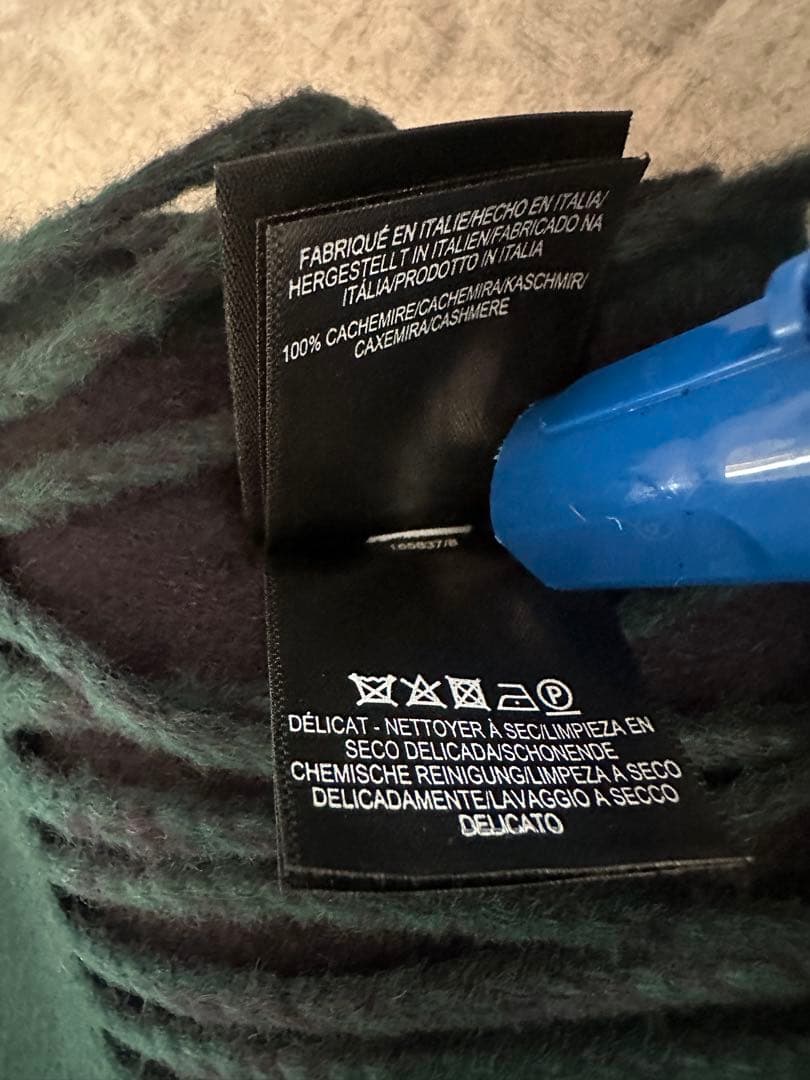 FABRIQUÉ EN ITALIE/HECHO EN ITALIA/
HERGESTELLT IN ITALIEN/FABRICADO NA
ITÁLIA/PRODOTTO IN ITALIA
100% CACHEMIRE/CACHEMIRA/KASCHMIR/
CAXEMIRA/CASHMERE
P
DÉLICAT - NETTOYER À SEC/LIMPIEZA EN
SECO DELICADA/SCHONENDE
CHEMISCHE REINIGUNG/LIMPEZA A SECO
DELICADAMENTE/LAVAGGIO A SECCO
DELICATO